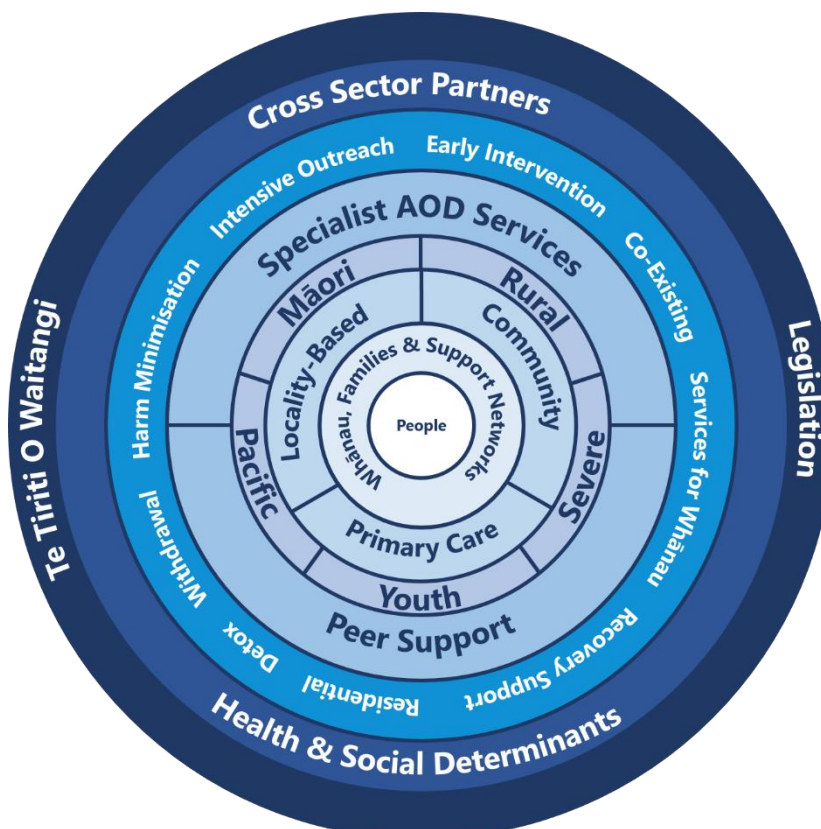 Te Tiriti O Waitangi
Legislation
Cross Sector Partners
Health & Social Determinants
Intensive Outreach
Early Intervention
Co-Existing
Services for Whānau
Recovery Support
Residential
Detox
Withdrawal
Harm Minimisation
Specialist AOD Services
Peer Support
Māori
Rural
Severe
Youth
Pacific
Locality-Based
Community
Primary Care
Whānau, Families & Support Networks
People